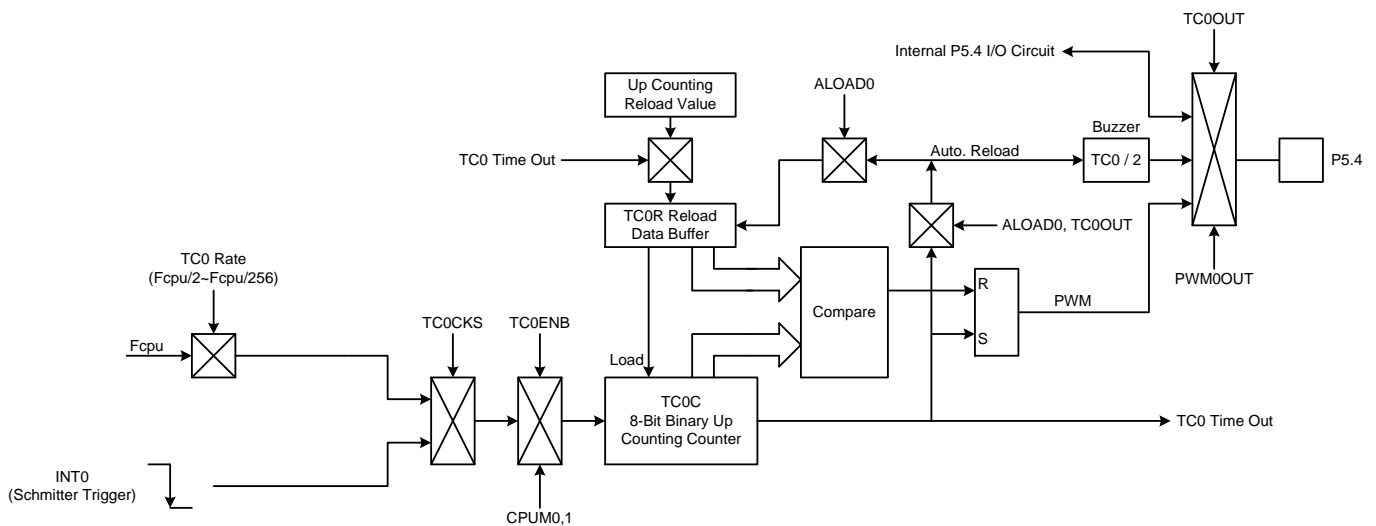 TC0OUT
Internal P5.4 I/O Circuit
Up Counting
Reload Value
ALOAD0
Buzzer
TC0 Time Out
Auto. Reload
TC0 / 2
P5.4
TC0R Reload
Data Buffer
ALOAD0, TC0OUT
TC0 Rate
(Fcpu/2~Fcpu/256)
PWM0OUT
R
PWM
Compare
TC0CKS
TC0ENB
S
Fcpu
Load
TC0C
8-Bit Binary Up
Counting Counter
TC0 Time Out
INT0
(Schmitter Trigger)
CPUM0,1